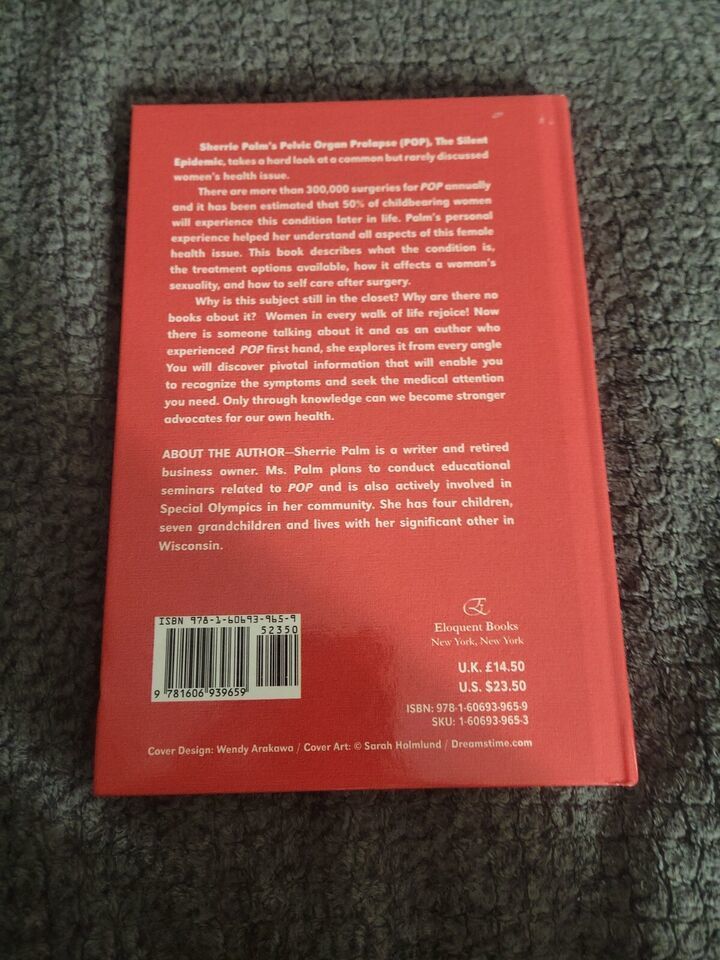 Sherrie Palm's Pelvic Organ Prolapse (POP), The Silent
Epidemic, takes a hard look at a common but rarely discussed
women's health issue.
There are more than 300,000 surgeries for POP annually
and it has been estimated that 50% of childbearing women
will experience this condition later in life. Palm's personal
experience helped her understand all aspects of this female
health issue. This book describes what the condition is,
the treatment options available, how it affects a woman's
sexuality, and how to self care after surgery.
Why is this subject still in the closet? Why are there no
books about it? Women in every walk of life rejoice! Now
there is someone talking about it and as an author who
experienced POP first hand, she explores it from every angle
You will discover pivotal information that will enable you
to recognize the symptoms and seek the medical attention
you need. Only through knowledge can we become stronger
advocates for our own health.
ABOUT THE AUTHOR—Sherrie Palm is a writer and retired
business owner. Ms. Palm plans to conduct educational
seminars related to POP and is also actively involved in
Special Olympics in her community. She has four children,
seven grandchildren and lives with her significant other in
Wisconsin.
ISBN 978-1-60693-965-9
52350
9 781606 939659
Eloquent Books
New York, New York
U.K. £14.50
U.S. $23.50
ISBN: 978-1-60693-965-9
SKU: 1-60693-965-3
Cover Design: Wendy Arakawa / Cover Art: © Sarah Holmlund / Dreamstime.com